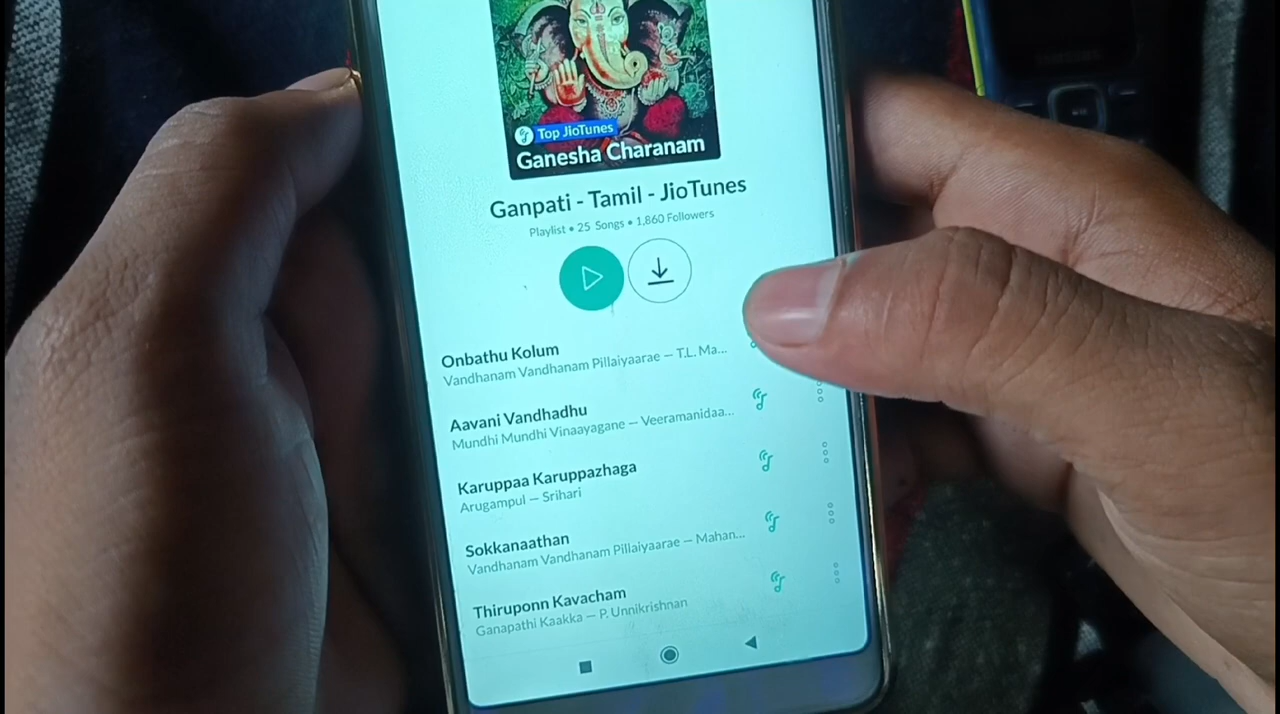 Top JioTunes
Ganesha Charanam
Ganpati - Tamil - JioTunes
Playlist • 25 Songs • 1,860 Followers
Onbathu Kolum
Vandhanam Vandhanam Pillaiyaarae — T.L. Ma...
Aavani Vandhadhu
Mundhi Mundhi Vinaayagane — Veeramanidaa...
Karuppaa Karuppazhaga
Arugampul — Srihari
Sokkanaathan
Vandhanam Vandhanam Pillaiyaarae — Mahan...
Thiruponn Kavacham
Ganapathi Kaakka — P. Unnikrishnan